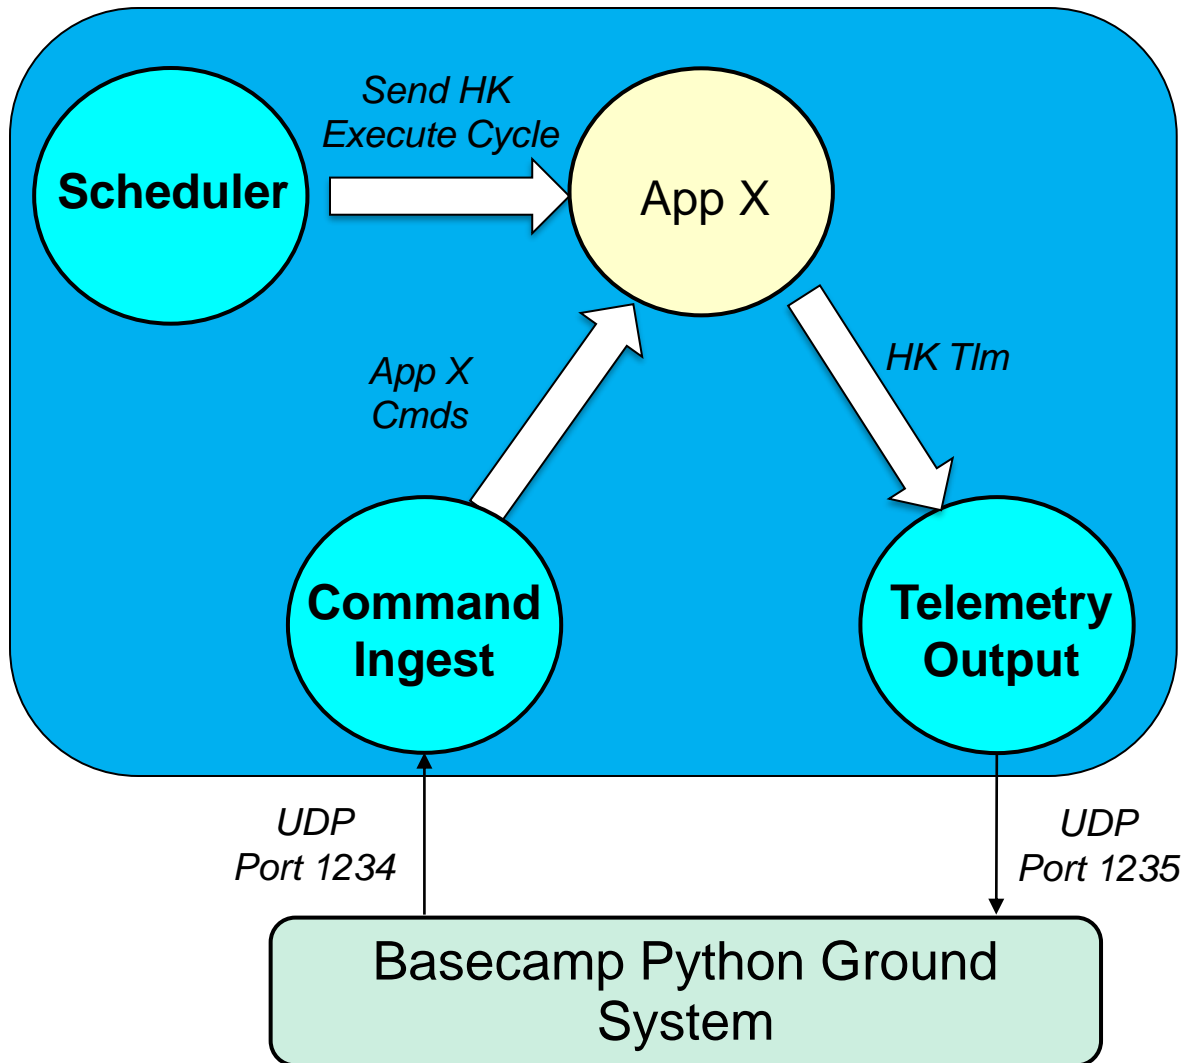 Send HK
Execute Cycle
Scheduler
App X
App X
Cmds
HK Tlm
Command
Ingest
Telemetry
Output
UDP
Port 1234
UDP
Port 1235
Basecamp Python Ground
System